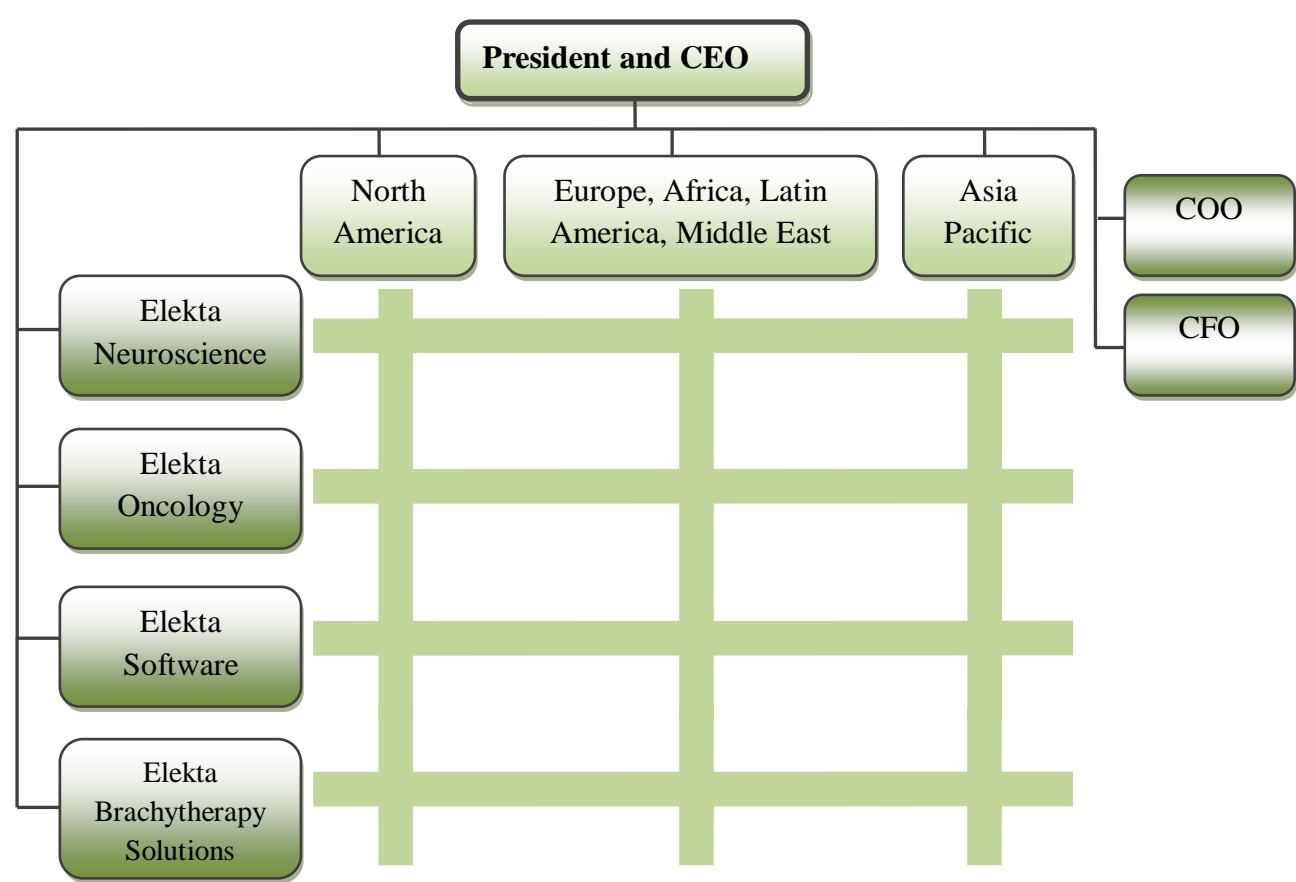 President and CEO
North
America
Europe, Africa, Latin
America, Middle East
Asia
Pacific
COO
CFO
Elekta
Neuroscience
Elekta
Oncology
Elekta
Software
Elekta
Brachytherapy
Solutions